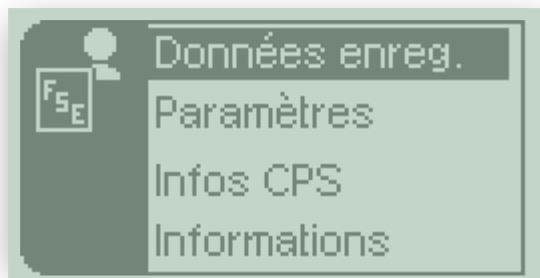 Données enreg.
FSE
Paramètres
Infos CPS
Informations